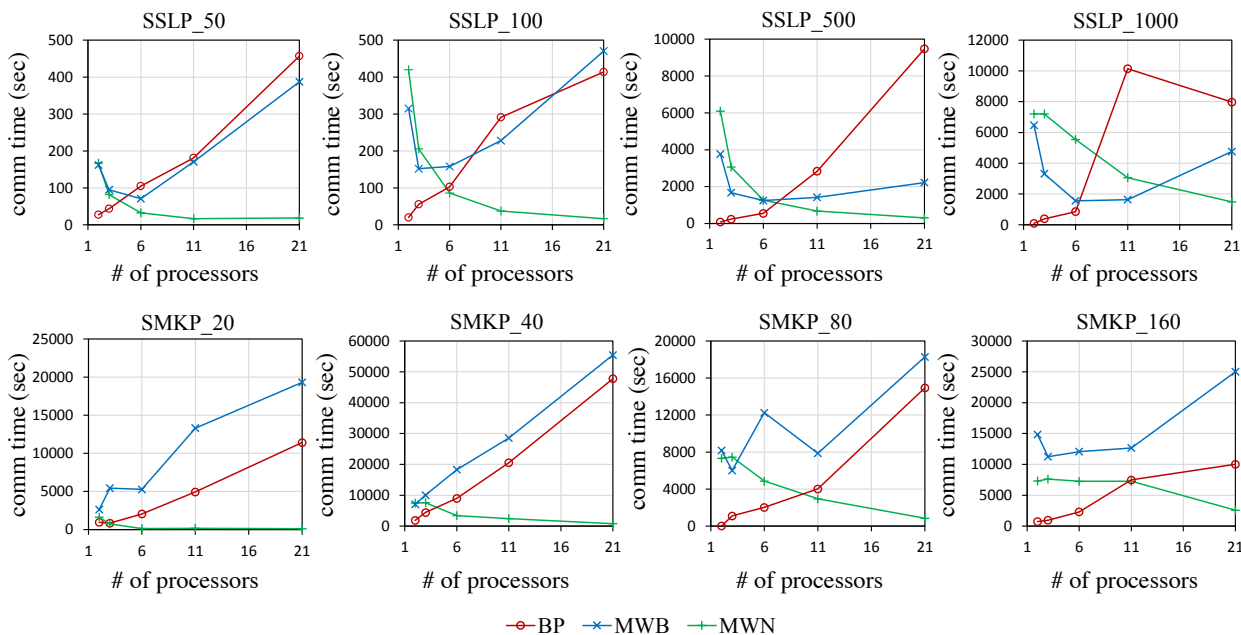 SSLP_50 SSLP_100 SSLP_500 SSLP_1000
comm time (sec)
500
400
300
200
100
0
1 6 11 16 21
# of processors
comm time (sec)
500
400
300
200
100
0
1 6 11 16 21
# of processors
comm time (sec)
10000
8000
6000
4000
2000
0
1 6 11 16 21
# of processors
comm time (sec)
12000
10000
8000
6000
4000
2000
0
1 6 11 16 21
# of processors
SMKP_20 SMKP_40 SMKP_80 SMKP_160
comm time (sec)
25000
20000
15000
10000
5000
0
1 6 11 16 21
# of processors
comm time (sec)
60000
50000
40000
30000
20000
10000
0
1 6 11 16 21
# of processors
comm time (sec)
20000
16000
12000
8000
4000
0
1 6 11 16 21
# of processors
comm time (sec)
30000
25000
20000
15000
10000
5000
0
1 6 11 16 21
# of processors
BP MWB MWN